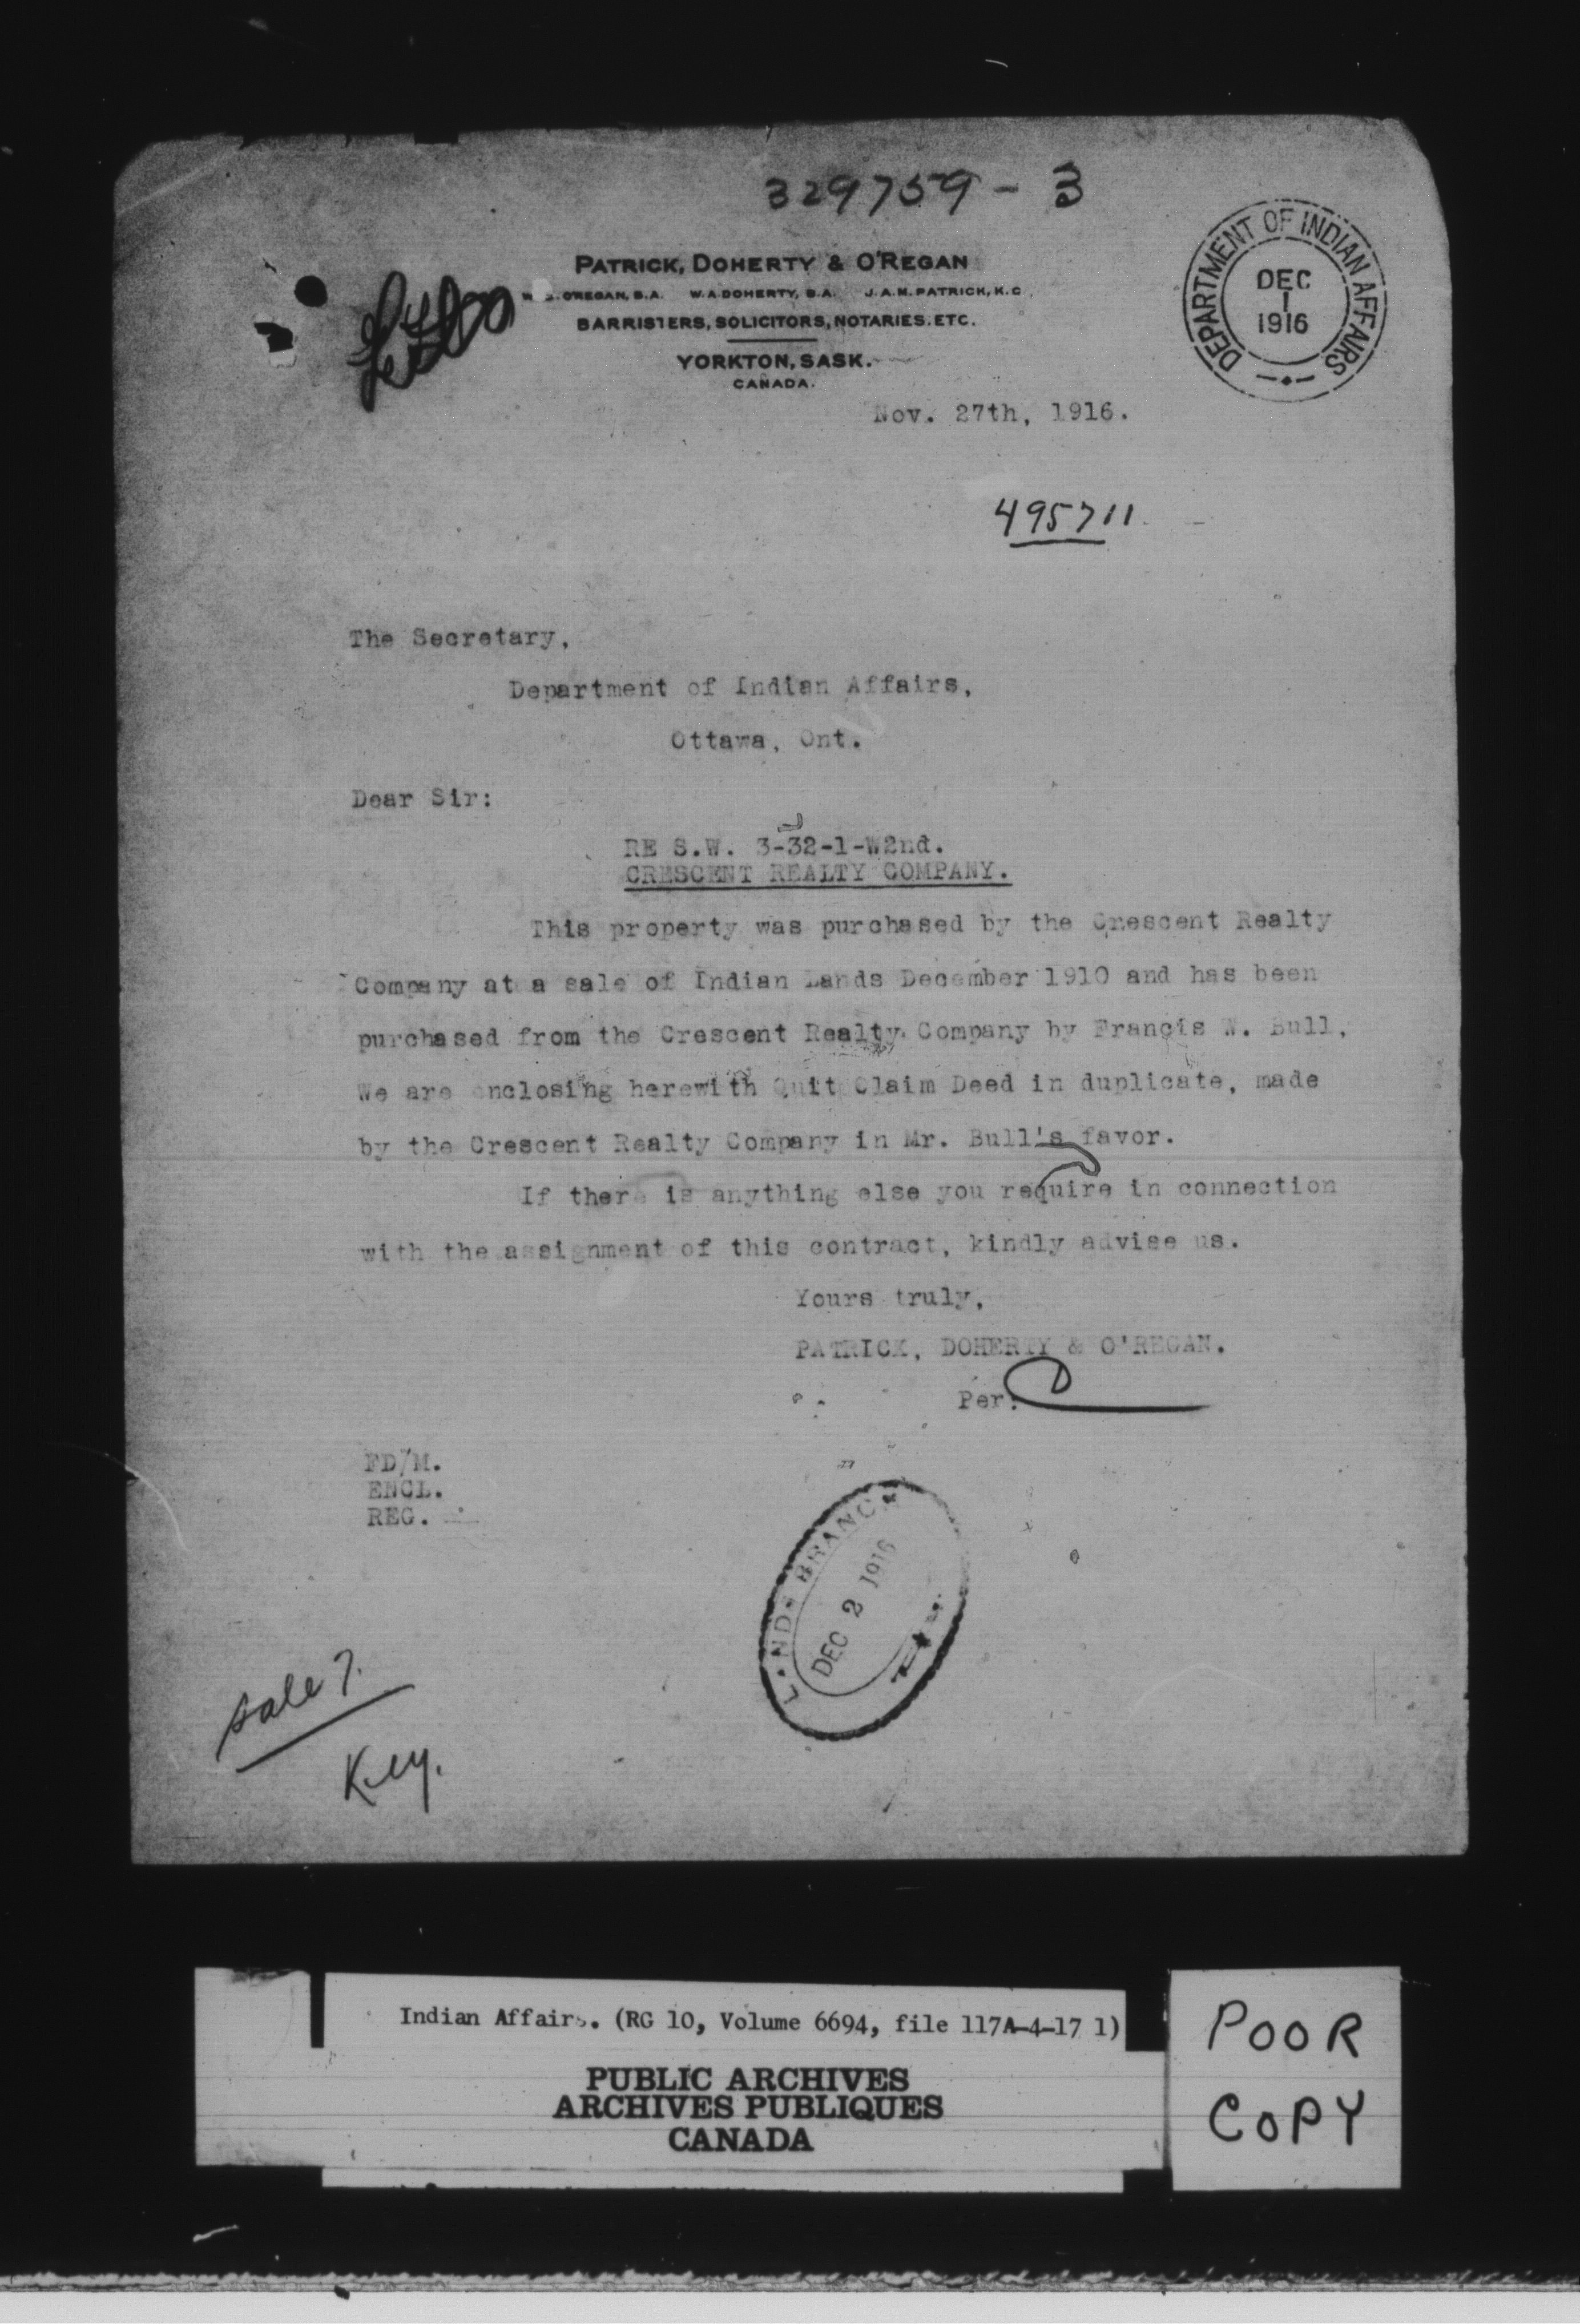 329759 - 3
PATRICK, DOHERTY & O'REGAN
J. O'REGAN, B.A. W.A. DOHERTY, B.A. J.A.M. PATRICK, K.C.
BARRISTERS, SOLICITORS, NOTARIES. ETC.
YORKTON, SASK.
CANADA.
DEPARTMENT OF INDIAN AFFAIRS
DEC
1
1916
Nov. 27th, 1916.
495711
The Secretary,
Department of Indian Affairs,
Ottawa, Ont.
Dear Sir:
RE S.W. 3-32-1-W2nd.
CRESCENT REALTY COMPANY.
This property was purchased by the Crescent Realty
Company at a sale of Indian Lands December 1910 and has been
purchased from the Crescent Realty Company by Francis W. Bull,
We are enclosing herewith Quit Claim Deed in duplicate, made
by the Crescent Realty Company in Mr. Bull's favor.
If there is anything else you require in connection
with the assignment of this contract, kindly advise us.
Yours truly,
PATRICK, DOHERTY & O'REGAN.
Per.
FD/M.
ENCL.
REG.
LANDS BRANCH
DEC 2 1916
sale 7.
Key.
Indian Affairs. (RG 10, Volume 6694, file 117A-4-17 1)
PUBLIC ARCHIVES
ARCHIVES PUBLIQUES
CANADA
POOR
COPY